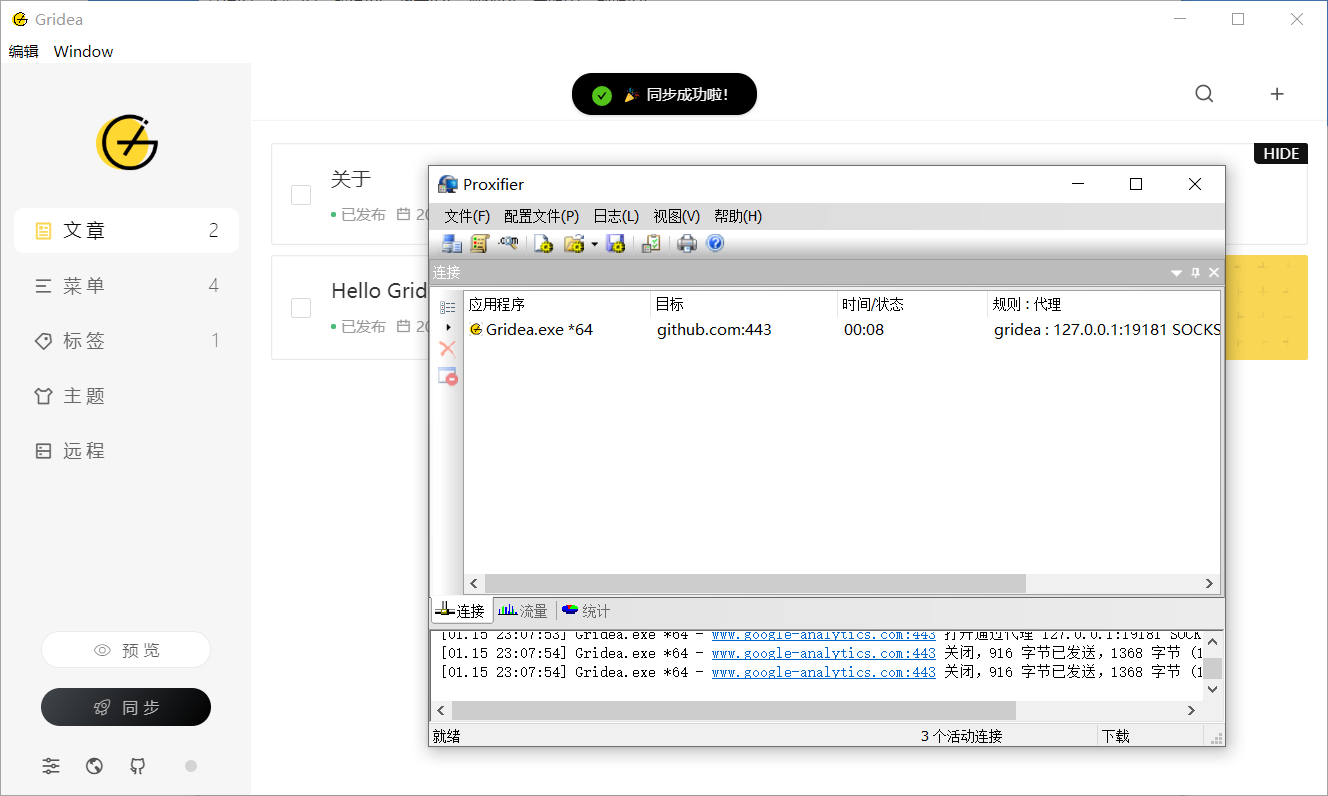 Gridea
编辑 Window
同步成功啦!
HIDE
关于
已发布
Hello Grid
已发布
文章 2
菜单 4
标签 1
主题
远程
预览
同步
Proxifier
文件(F) 配置文件(P) 日志(L) 视图(V) 帮助(H)
连接
应用程序 目标 时间/状态 规则 : 代理
Gridea.exe *64 github.com:443 00:08 gridea : 127.0.0.1:19181 SOCKS
连接 流量 统计
[01.15 23:07:53] Gridea.exe *64 - www.google-analytics.com:443 打开通过代理 127.0.0.1:19181 SOCK
[01.15 23:07:54] Gridea.exe *64 - www.google-analytics.com:443 关闭, 916 字节已发送, 1368 字节 (1
[01.15 23:07:54] Gridea.exe *64 - www.google-analytics.com:443 关闭, 916 字节已发送, 1368 字节 (1
就绪 3 个活动连接 下载